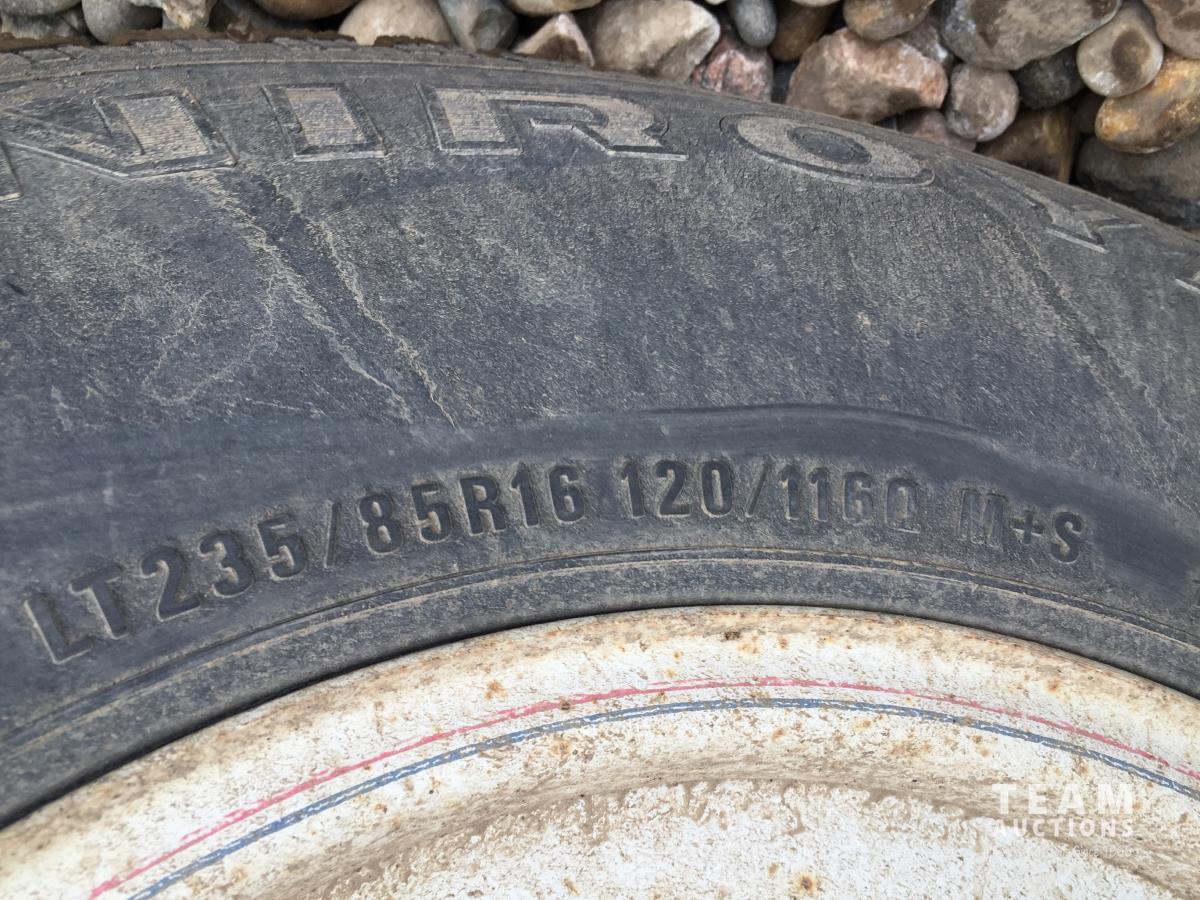 NIRO
LT235/85R16 120/116Q M+S
TEAM
AUCTIONS